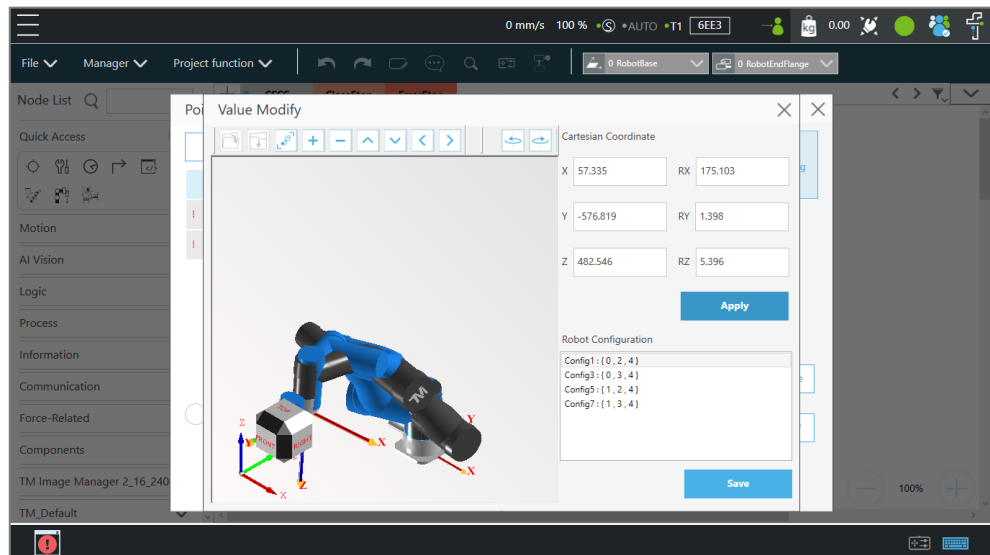 0 mm/s 100 % S AUTO T1 6EE3 kg 0.00
File Manager Project function 0 RobotBase 0 RobotEndFlange
Node List
Quick Access
Motion
AI Vision
Logic
Process
Information
Communication
Force-Related
Components
TM Image Manager 2_16_240
TM_Default
Poi
!
!
g
Value Modify
Cartesian Coordinate
X 57.335 RX 175.103
Y -576.819 RY 1.398
Z 482.546 RZ 5.396
Apply
Robot Configuration
Config1 : { 0 , 2 , 4 }
Config3 : { 0 , 3 , 4 }
Config5 : { 1 , 2 , 4 }
Config7 : { 1 , 3 , 4 }
Save
TM
TOP
FRONT
RIGHT
Z
Y
X
Z
X
Y
X
100%